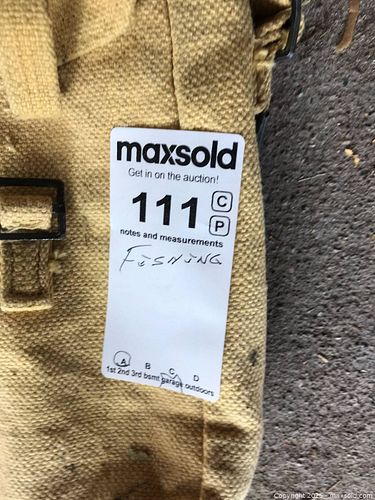 maxsold
Get in on the auction!
111 C
P
notes and measurements
FISHING
A B C D
1st 2nd 3rd bsmt garage outdoors
Copyright 2025 - maxsold.com